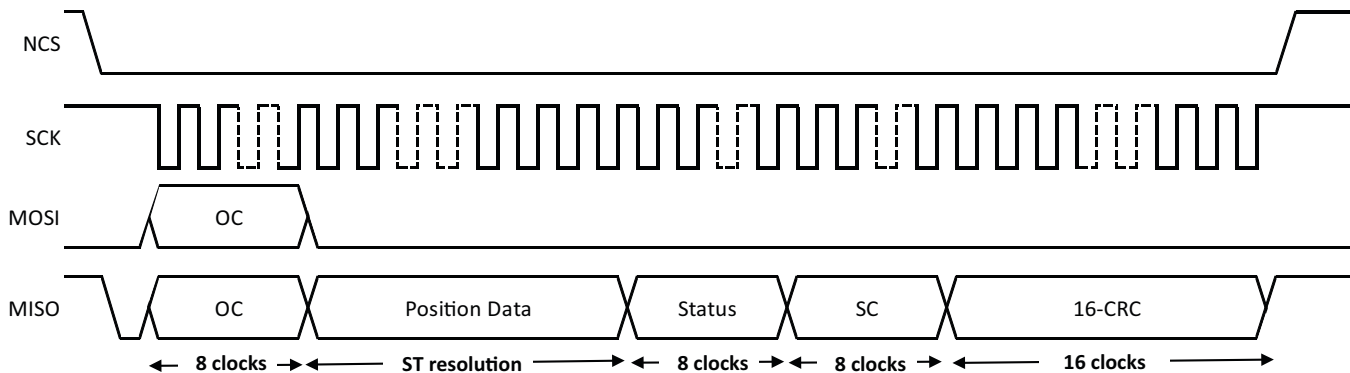 NCS
SCK
MOSI OC
MISO OC Position Data Status SC 16-CRC
8 clocks ST resolution 8 clocks 8 clocks 16 clocks